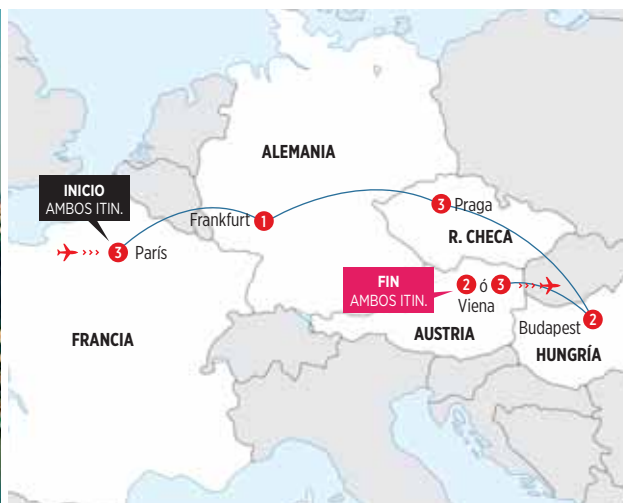 ALEMANIA
INICIO
AMBOS ITIN.
Frankfurt 1
3 Praga
3 París
R. CHECA
FIN
AMBOS ITIN.
2 ó 3
Viena
FRANCIA
AUSTRIA
Budapest 2
HUNGRÍA